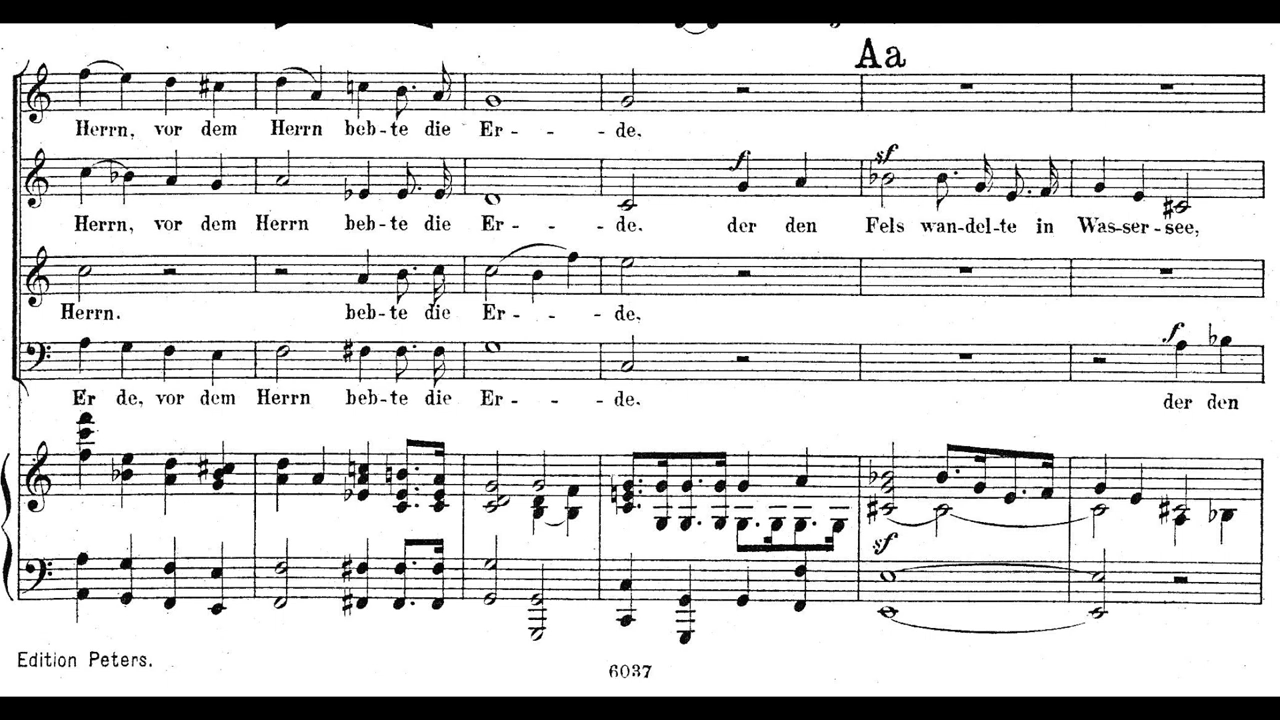 Aa
Herrn, vor dem Herrn beb-te die Er - - - de.
f sf
Herrn, vor dem Herrn beb-te die Er - - - de. der den Fels wan-del-te in Was-ser-see,
Herrn. beb-te die Er - - - de.
f
Er de, vor dem Herrn beb-te die Er - - - de. der den
sf
Edition Peters.
6037